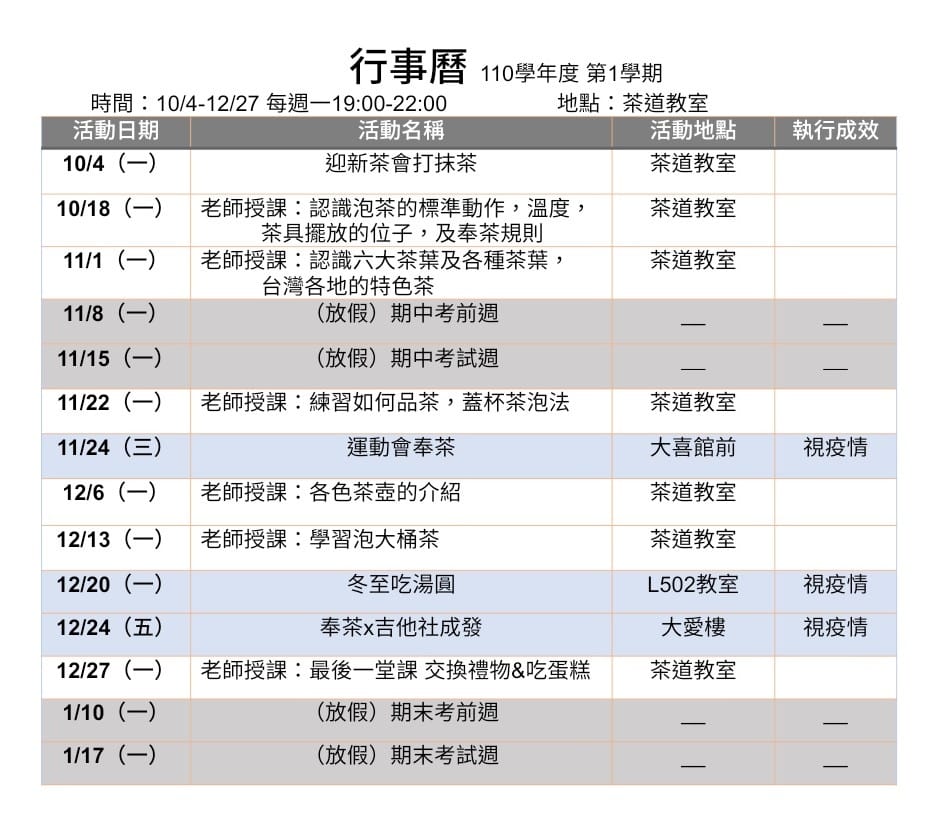 行事曆 110學年度 第1學期
時間：10/4-12/27 每週一19:00-22:00 地點：茶道教室
活動日期 活動名稱 活動地點 執行成效
10/4（一） 迎新茶會打抹茶 茶道教室
10/18（一） 老師授課：認識泡茶的標準動作，溫度， 茶道教室
茶具擺放的位子，及奉茶規則
11/1（一） 老師授課：認識六大茶葉及各種茶葉， 茶道教室
台灣各地的特色茶
11/8（一） （放假）期中考前週 __ __
11/15（一） （放假）期中考試週 __ __
11/22（一） 老師授課：練習如何品茶，蓋杯茶泡法 茶道教室
11/24（三） 運動會奉茶 大喜館前 視疫情
12/6（一） 老師授課：各色茶壺的介紹 茶道教室
12/13（一） 老師授課：學習泡大桶茶 茶道教室
12/20（一） 冬至吃湯圓 L502教室 視疫情
12/24（五） 奉茶x吉他社成發 大愛樓 視疫情
12/27（一） 老師授課：最後一堂課 交換禮物&吃蛋糕 茶道教室
1/10（一） （放假）期末考前週 __ __
1/17（一） （放假）期末考試週 __ __